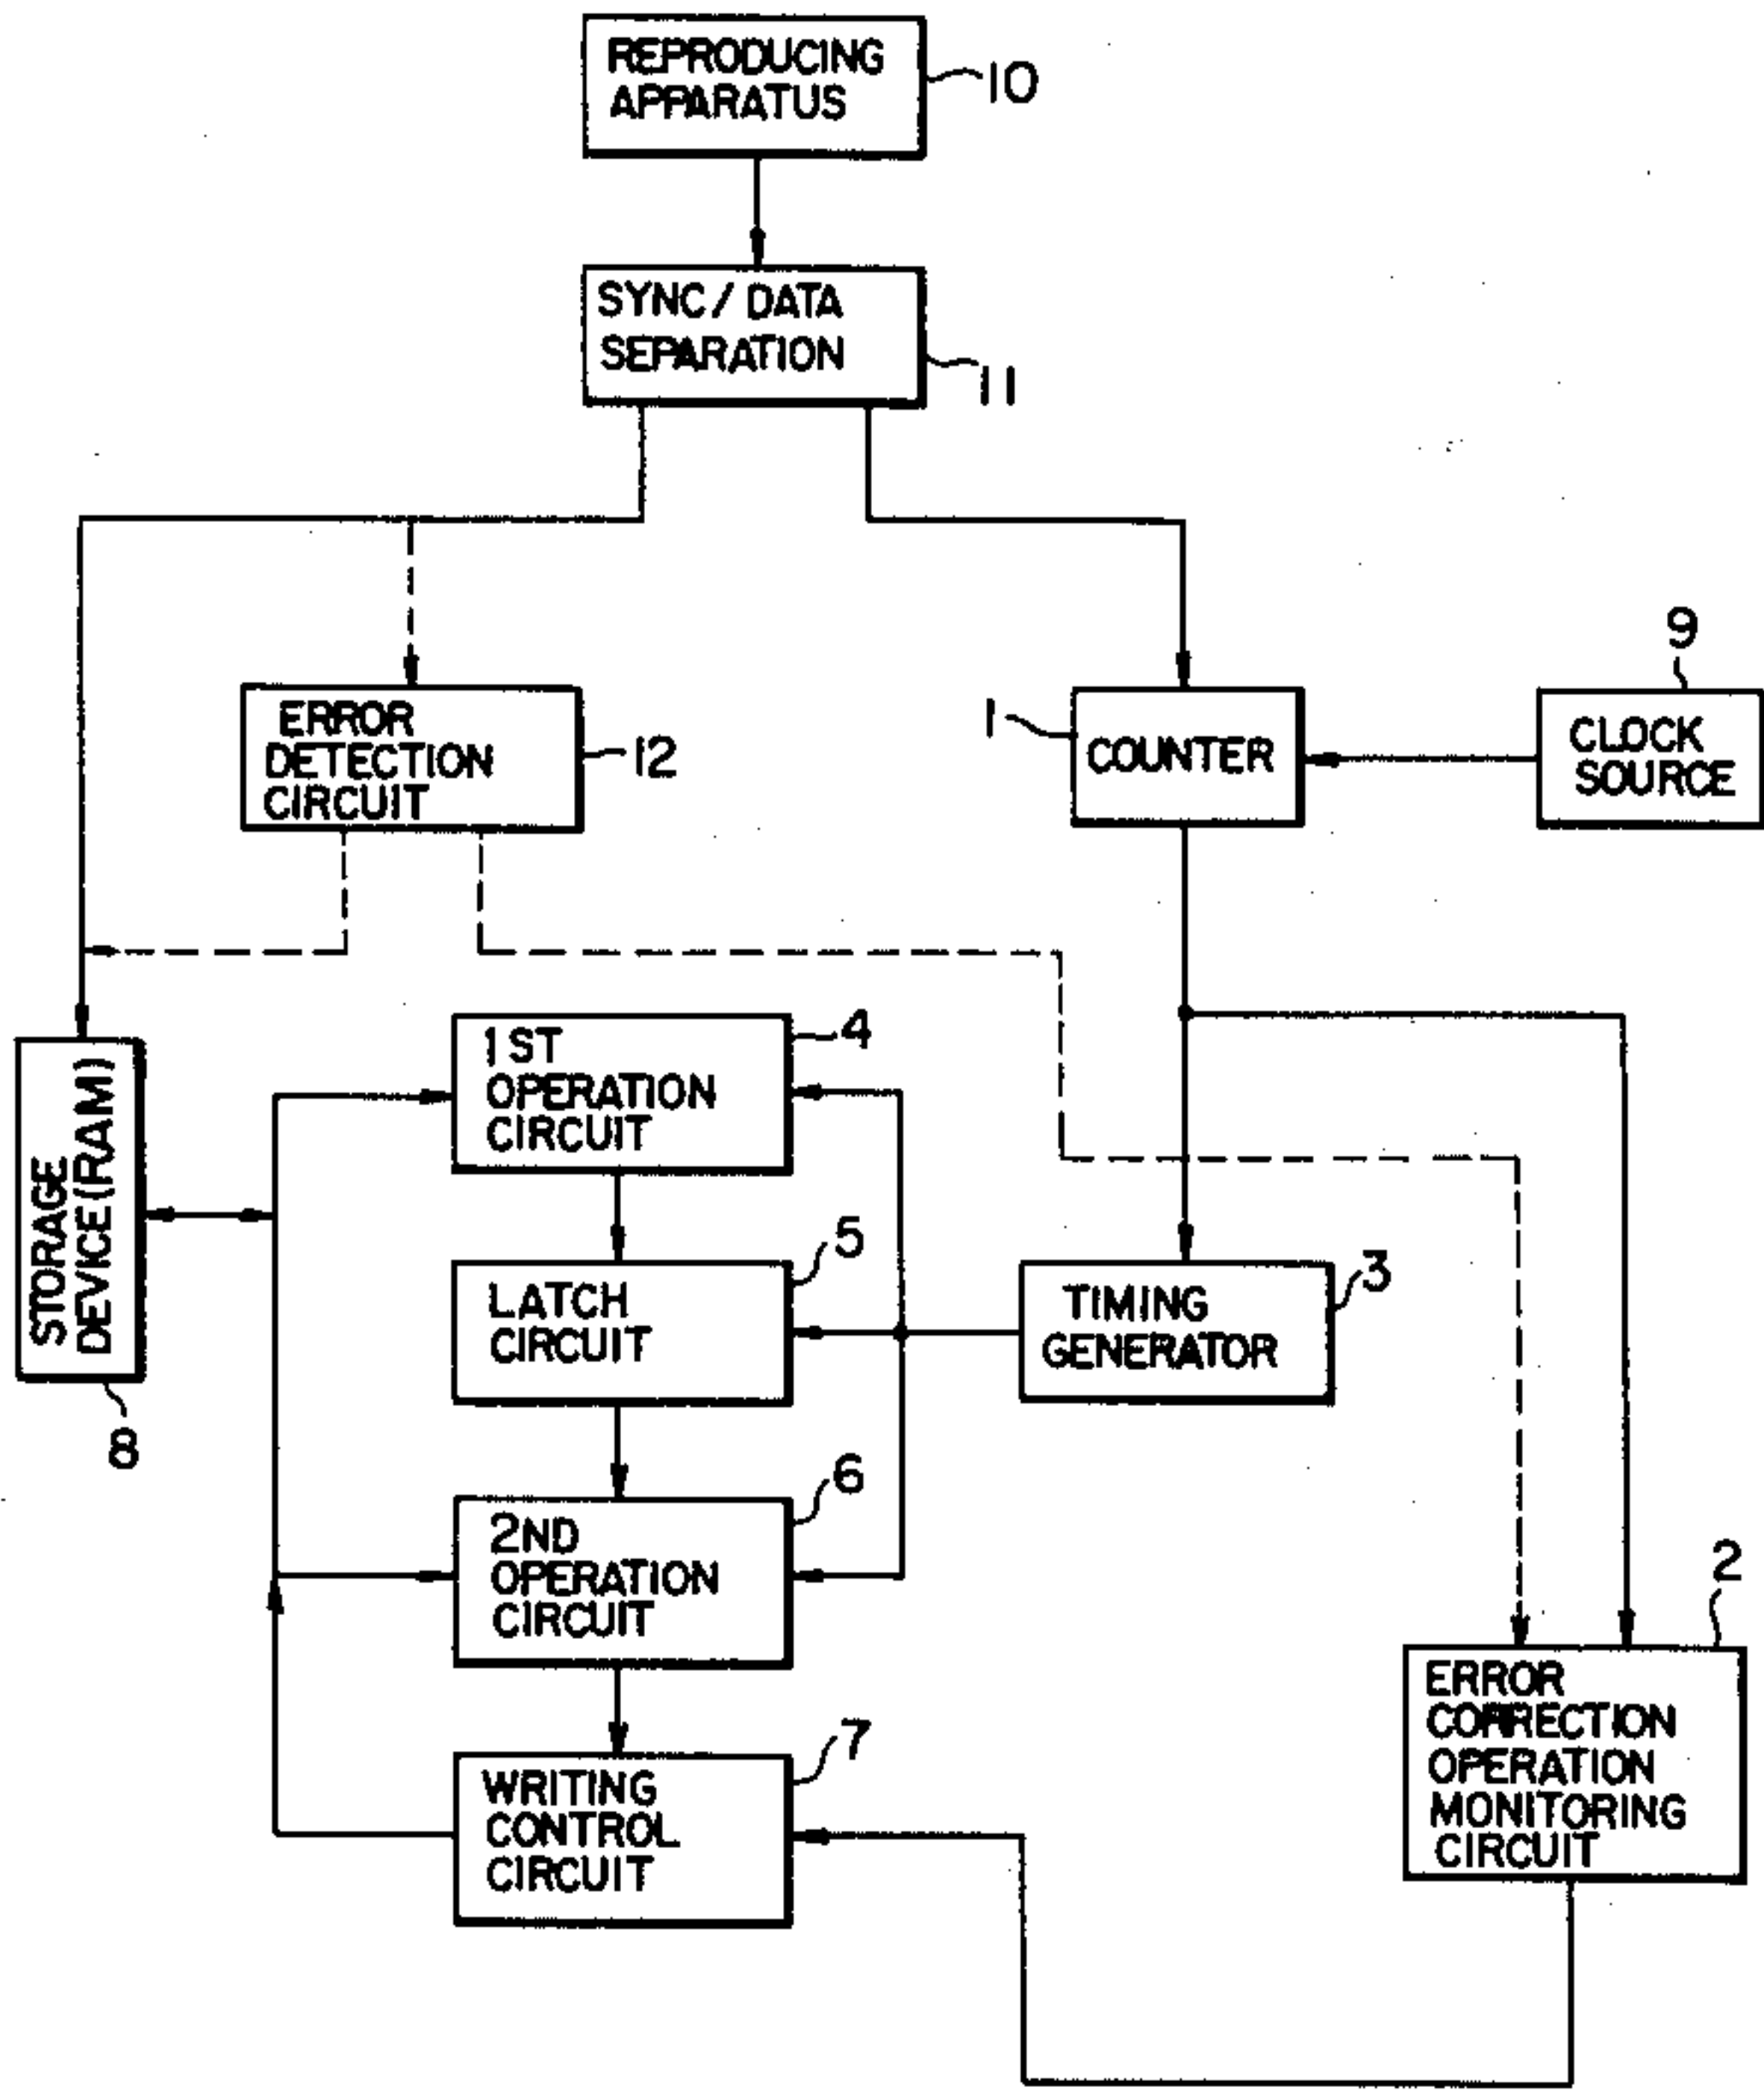 REPRODUCING
APPARATUS
10
SYNC/DATA
SEPARATION
11
9
ERROR
DETECTION
CIRCUIT
12
1
COUNTER
CLOCK
SOURCE
STORAGE
DEVICE(RAM)
8
1ST
OPERATION
CIRCUIT
4
LATCH
CIRCUIT
5
TIMING
GENERATOR
3
2ND
OPERATION
CIRCUIT
6
2
ERROR
CORRECTION
OPERATION
MONITORING
CIRCUIT
WRITING
CONTROL
CIRCUIT
7